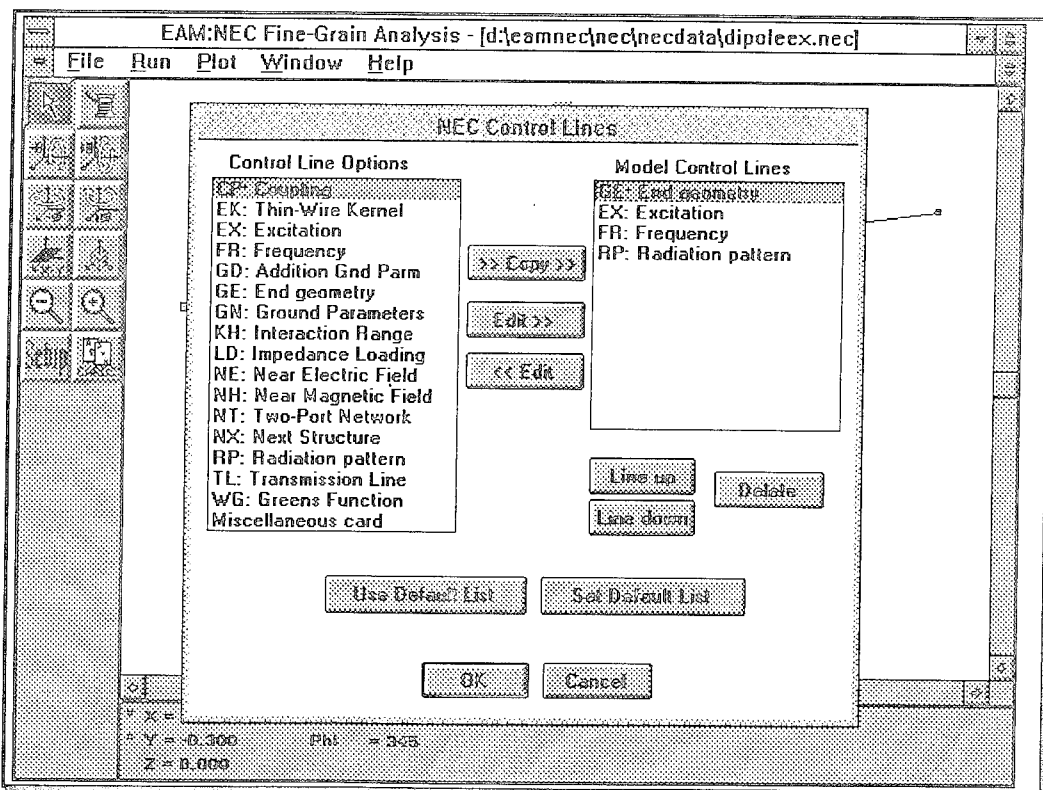 EAM:NEC Fine-Grain Analysis - [d:\eamnec\nec\necdata\dipoleex.nec]
File Run Plot Window Help
NEC Control Lines
Control Line Options
CP: Coupling
EK: Thin-Wire Kernel
EX: Excitation
FR: Frequency
GD: Addition Gnd Parm
GE: End geometry
GN: Ground Parameters
KH: Interaction Range
LD: Impedance Loading
NE: Near Electric Field
NH: Near Magnetic Field
NT: Two-Port Network
NX: Next Structure
RP: Radiation pattern
TL: Transmission Line
WG: Greens Function
Miscellaneous card
>> Copy >>
Edit >>
<< Edit
Model Control Lines
GE: End geometry
EX: Excitation
FR: Frequency
RP: Radiation pattern
Line up
Line down
Delete
Use Default List
Set Default List
OK
Cancel
Setup
X =
Y = -0.300 Phi = 345
Z = 0.000